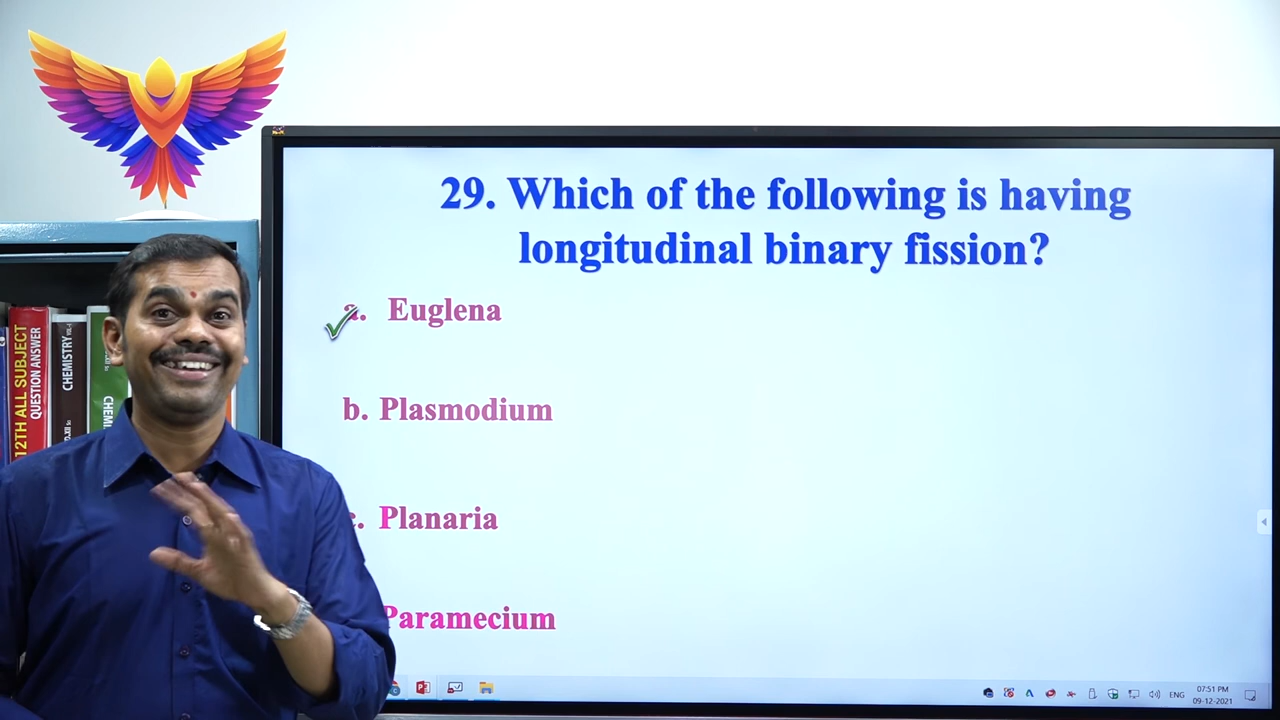 29. Which of the following is having
longitudinal binary fission?
a. Euglena
b. Plasmodium
c. Planaria
Paramecium
12TH ALL SUBJECT
QUESTION ANSWER
CHEMISTRY
ENG
07:51 PM
09-12-2021